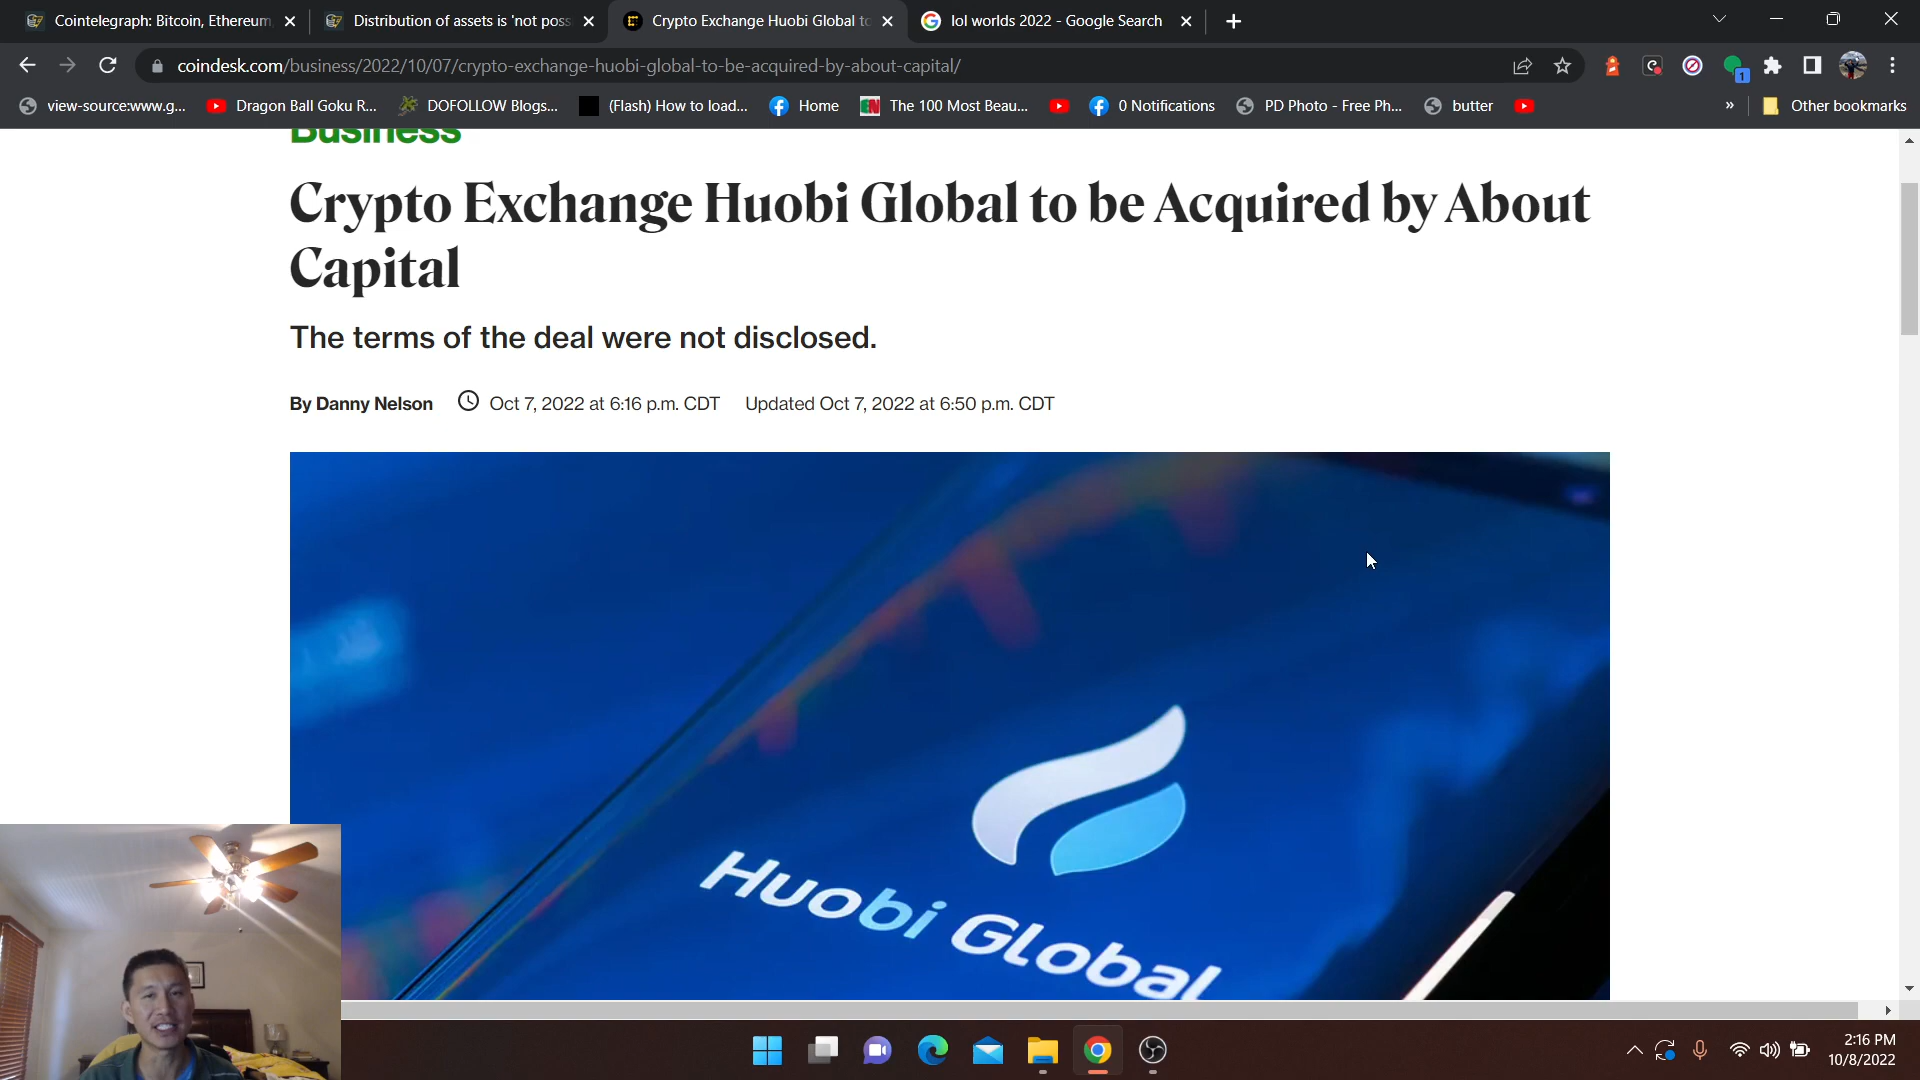 Cointelegraph: Bitcoin, Ethereum
Distribution of assets is 'not poss
Crypto Exchange Huobi Global to
lol worlds 2022 - Google Search
coindesk.com/business/2022/10/07/crypto-exchange-huobi-global-to-be-acquired-by-about-capital/
1
view-source:www.g...
Dragon Ball Goku R...
DOFOLLOW Blogs...
(Flash) How to load...
Home
The 100 Most Beau...
0 Notifications
PD Photo - Free Ph...
butter
»
Other bookmarks
Business
Crypto Exchange Huobi Global to be Acquired by About
Capital
The terms of the deal were not disclosed.
By Danny Nelson
Oct 7, 2022 at 6:16 p.m. CDT
Updated Oct 7, 2022 at 6:50 p.m. CDT
Huobi Global
2:16 PM
10/8/2022